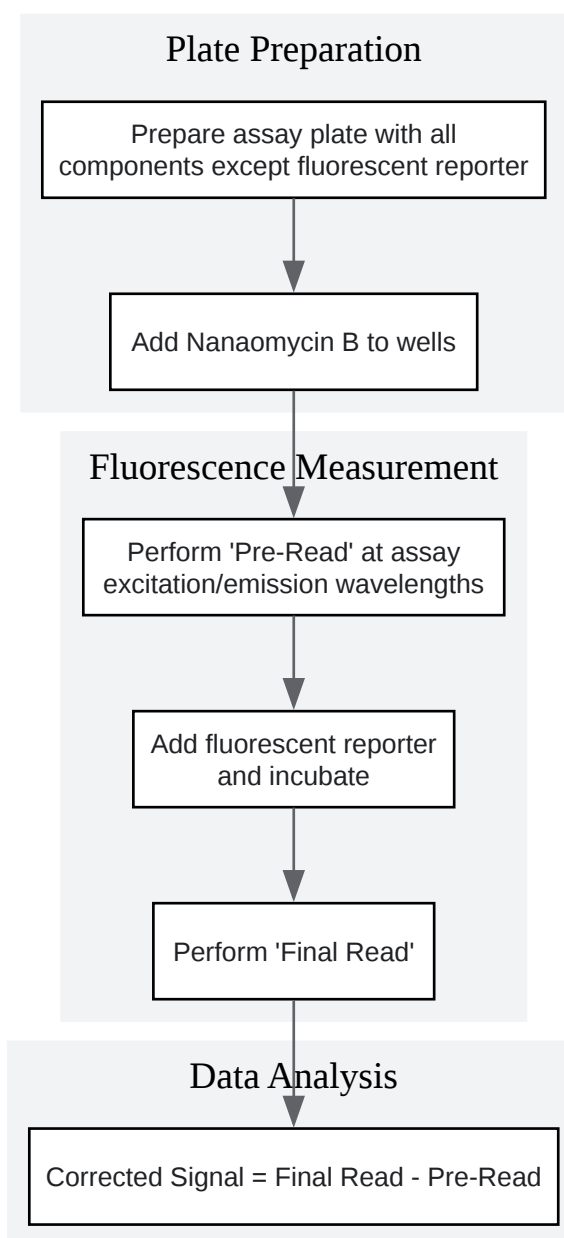 Plate Preparation
Prepare assay plate with all
components except fluorescent reporter
Add Nanaomycin B to wells
Fluorescence Measurement
Perform 'Pre-Read' at assay
excitation/emission wavelengths
Add fluorescent reporter
and incubate
Perform 'Final Read'
Data Analysis
Corrected Signal = Final Read - Pre-Read